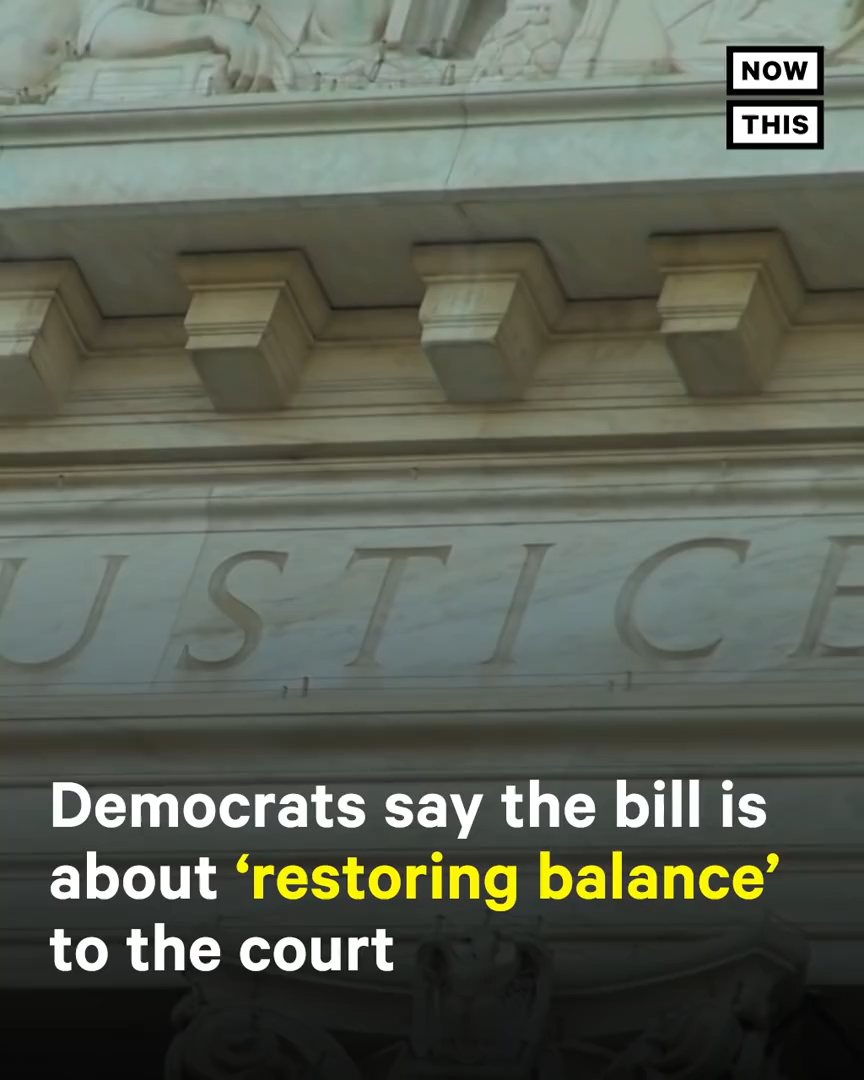 NOW
THIS
USTICE
Democrats say the bill is
about ‘restoring balance’
to the court